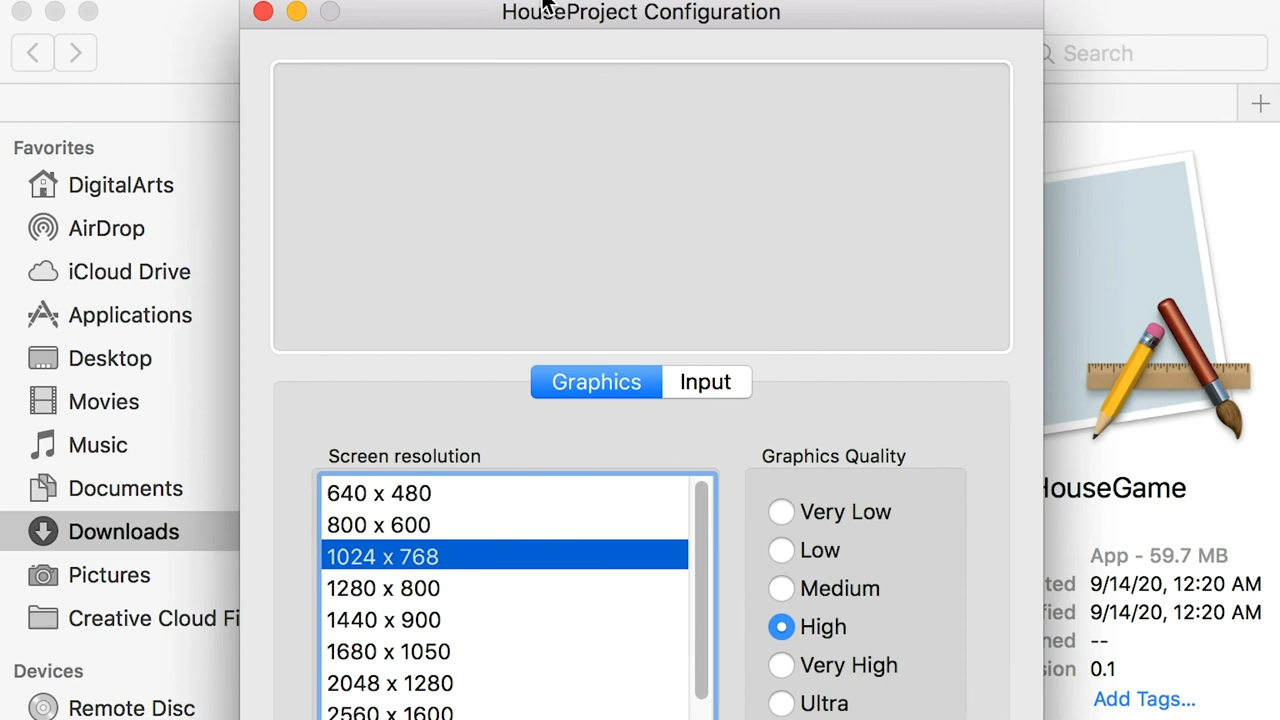 HouseProject Configuration
Search
Favorites
DigitalArts
AirDrop
iCloud Drive
Applications
Desktop
Movies
Music
Documents
Downloads
Pictures
Creative Cloud Fi
Devices
Remote Disc
Graphics
Input
Screen resolution
640 x 480
800 x 600
1024 x 768
1280 x 800
1440 x 900
1680 x 1050
2048 x 1280
2560 x 1600
Graphics Quality
Very Low
Low
Medium
High
Very High
Ultra
HouseGame
App - 59.7 MB
ted 9/14/20, 12:20 AM
fied 9/14/20, 12:20 AM
ned --
sion 0.1
Add Tags...